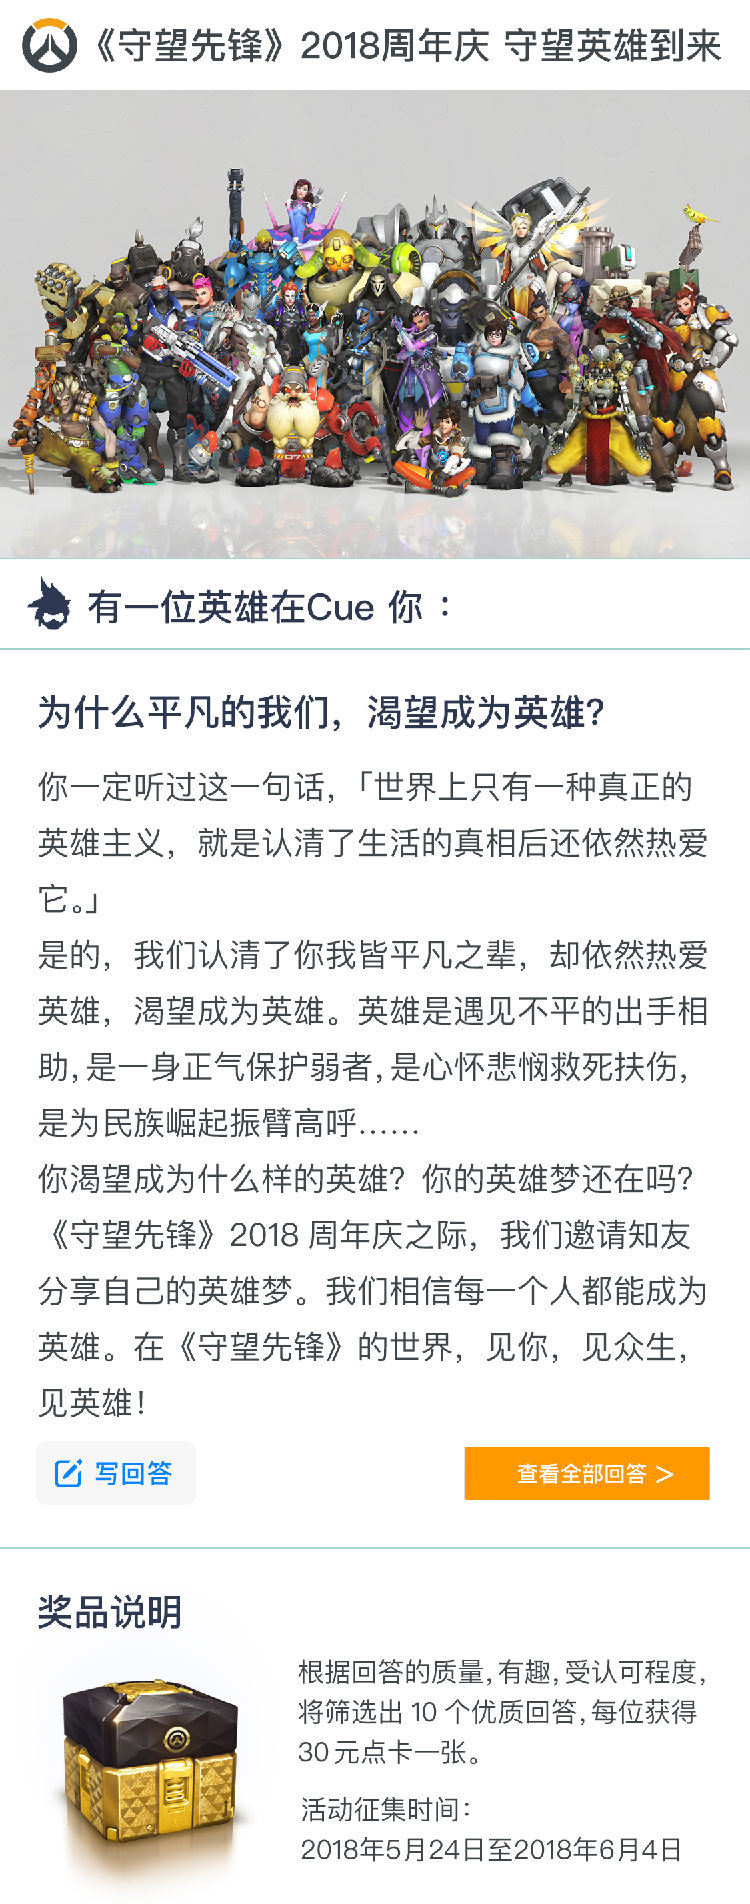 《守望先锋》2018周年庆 守望英雄到来
有一位英雄在Cue 你：
为什么平凡的我们，渴望成为英雄？
你一定听过这一句话，「世界上只有一种真正的
英雄主义，就是认清了生活的真相后还依然热爱
它。」
是的，我们认清了你我皆平凡之辈，却依然热爱
英雄，渴望成为英雄。英雄是遇见不平的出手相
助，是一身正气保护弱者，是心怀悲悯救死扶伤，
是为民族崛起振臂高呼……
你渴望成为什么样的英雄？你的英雄梦还在吗？
《守望先锋》2018 周年庆之际，我们邀请知友
分享自己的英雄梦。我们相信每一个人都能成为
英雄。在《守望先锋》的世界，见你，见众生，
见英雄！
写回答
查看全部回答 >
奖品说明
根据回答的质量，有趣，受认可程度，
将筛选出 10 个优质回答，每位获得
30元点卡一张。
活动征集时间：
2018年5月24日至2018年6月4日